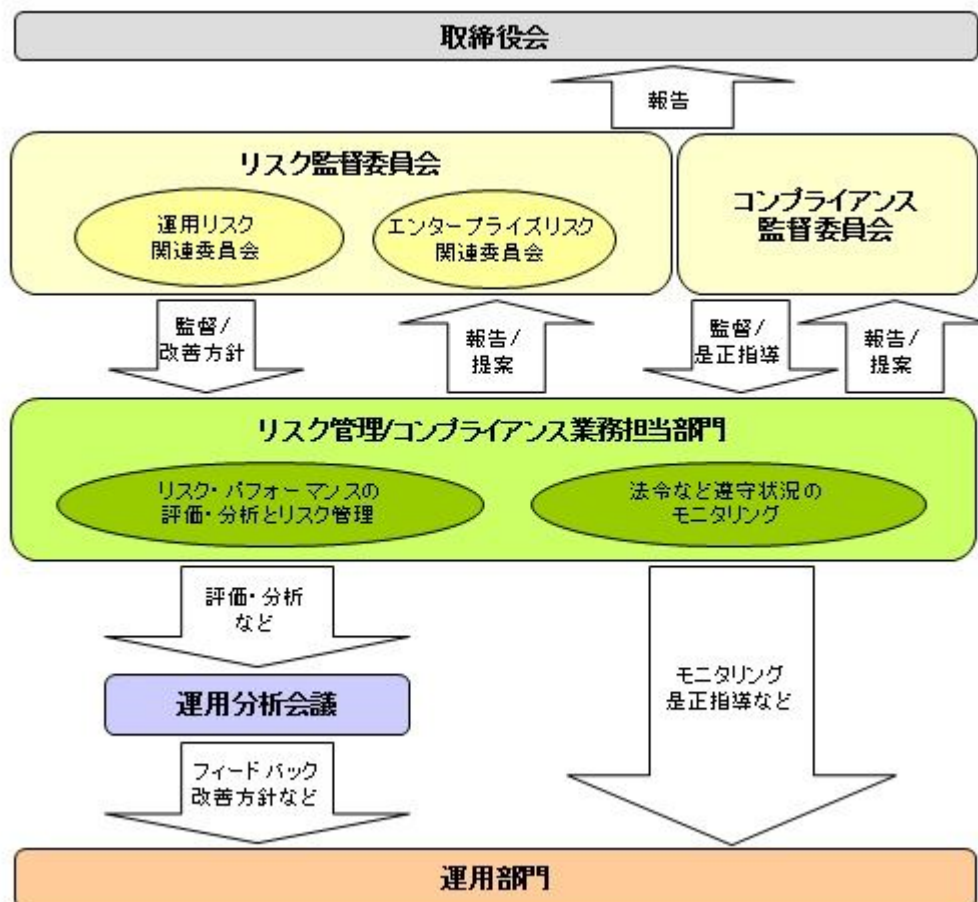 取締役会
報告
リスク監督委員会
運用リスク
関連委員会
エンタープライズリスク
関連委員会
コンプライアンス
監督委員会
監督/
改善方針
報告/
提案
監督/
是正指導
報告/
提案
リスク管理/コンプライアンス業務担当部門
リスク・パフォーマンスの
評価・分析とリスク管理
法令など遵守状況の
モニタリング
評価・分析
など
運用分析会議
モニタリング
是正指導など
フィードバック
改善方針など
運用部門